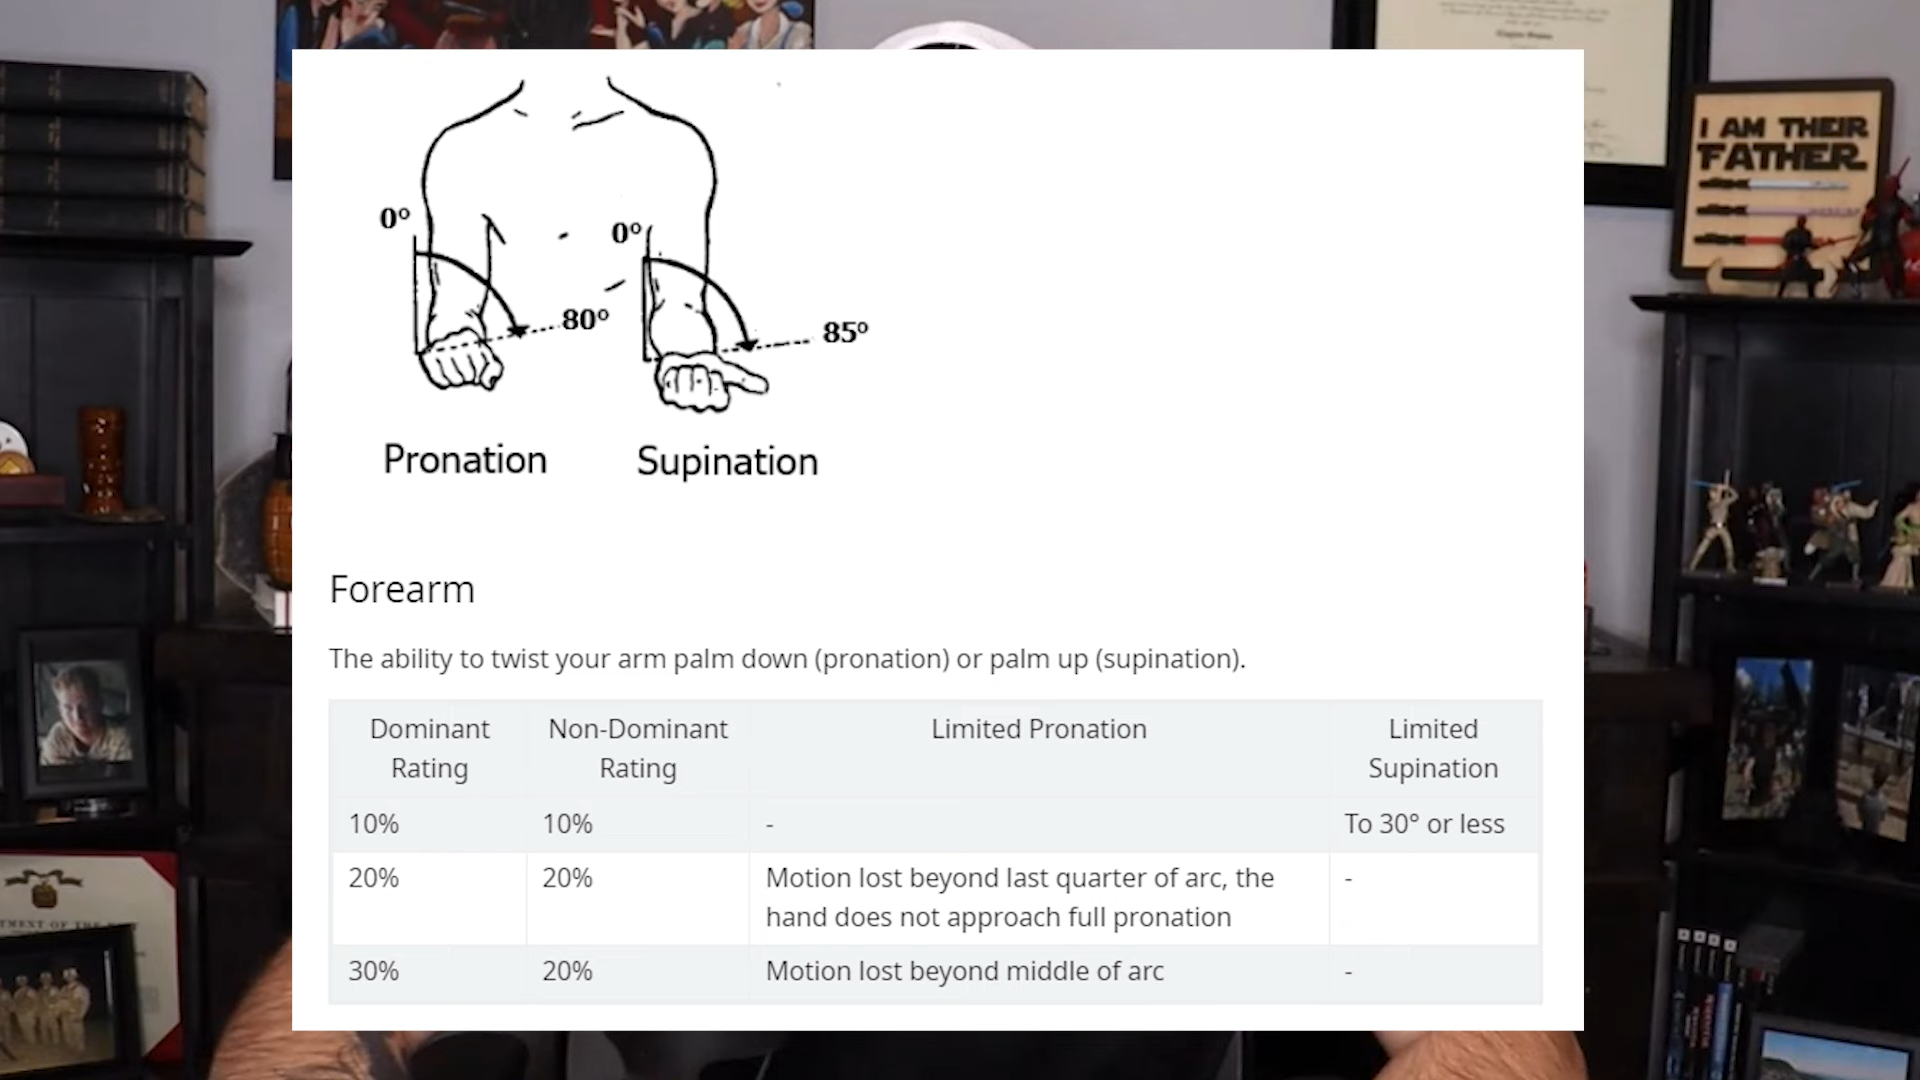 I AM THEIR
FATHER
0°
0°
80°
85°
Pronation
Supination
Forearm
The ability to twist your arm palm down (pronation) or palm up (supination).
Dominant Rating
Non-Dominant Rating
Limited Pronation
Limited Supination
10%
10%
-
To 30° or less
20%
20%
Motion lost beyond last quarter of arc, the
hand does not approach full pronation
-
30%
20%
Motion lost beyond middle of arc
-